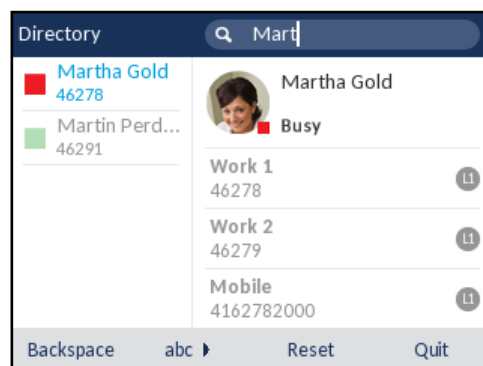 Directory
Mart
Martha Gold
46278
Martin Perd...
46291
Martha Gold
Busy
Work 1
46278
L1
Work 2
46279
L1
Mobile
4162782000
L1
Backspace abc Reset Quit